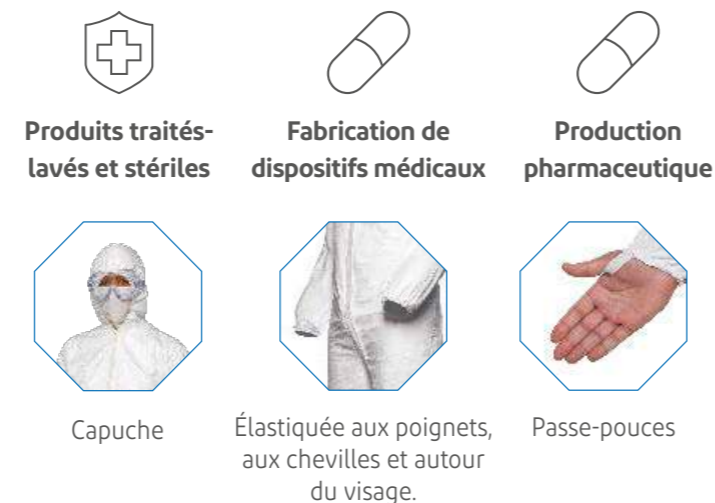 Produits traités-
lavés et stériles
Fabrication de
dispositifs médicaux
Production
pharmaceutique
Capuche
Élastiquée aux poignets,
aux chevilles et autour
du visage.
Passe-pouces